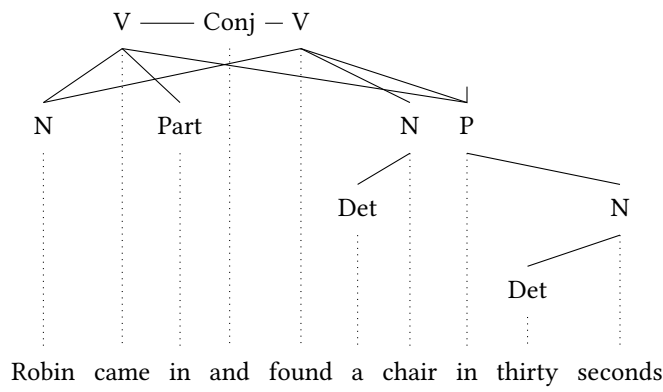 V Conj V
N Part N P
Det N
Det
Robin came in and found a chair in thirty seconds